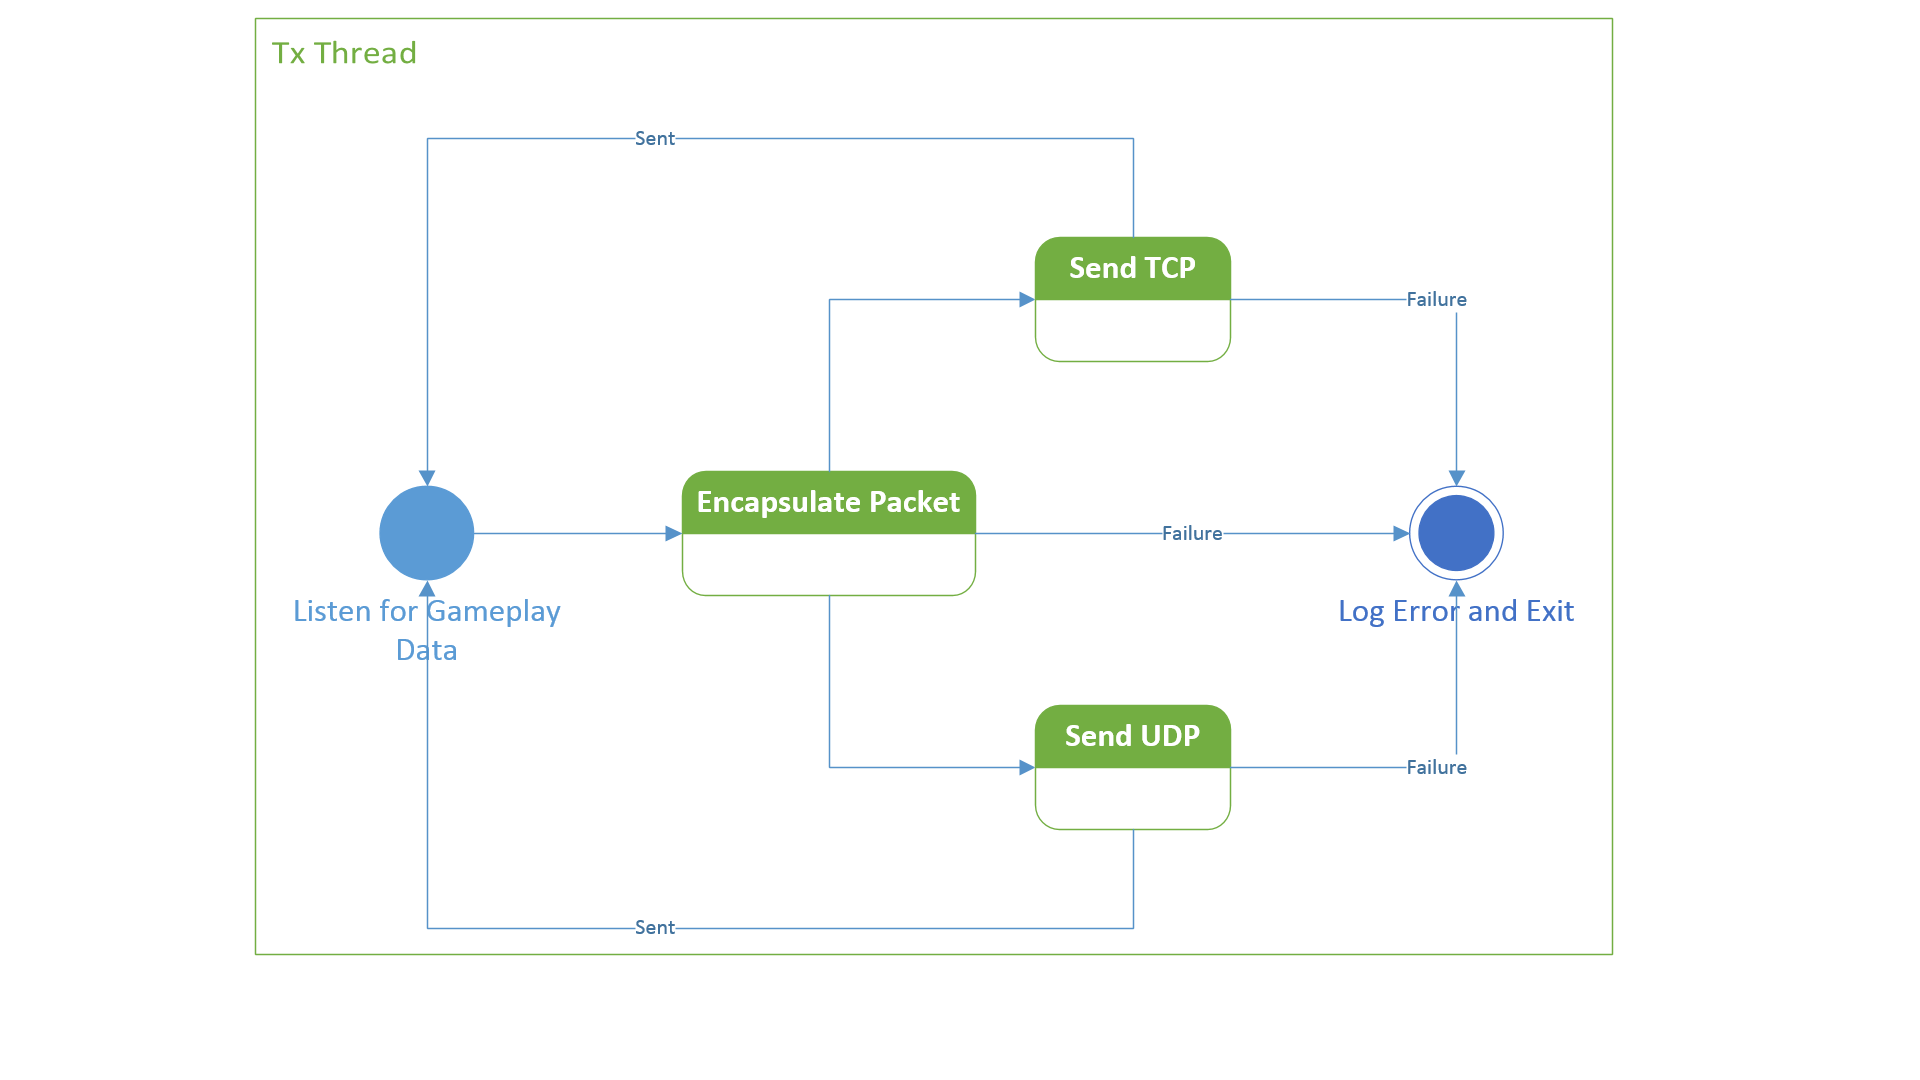 Tx Thread
Sent
Send TCP
Failure
Encapsulate Packet
Failure
Listen for Gameplay
Data
Log Error and Exit
Send UDP
Failure
Sent